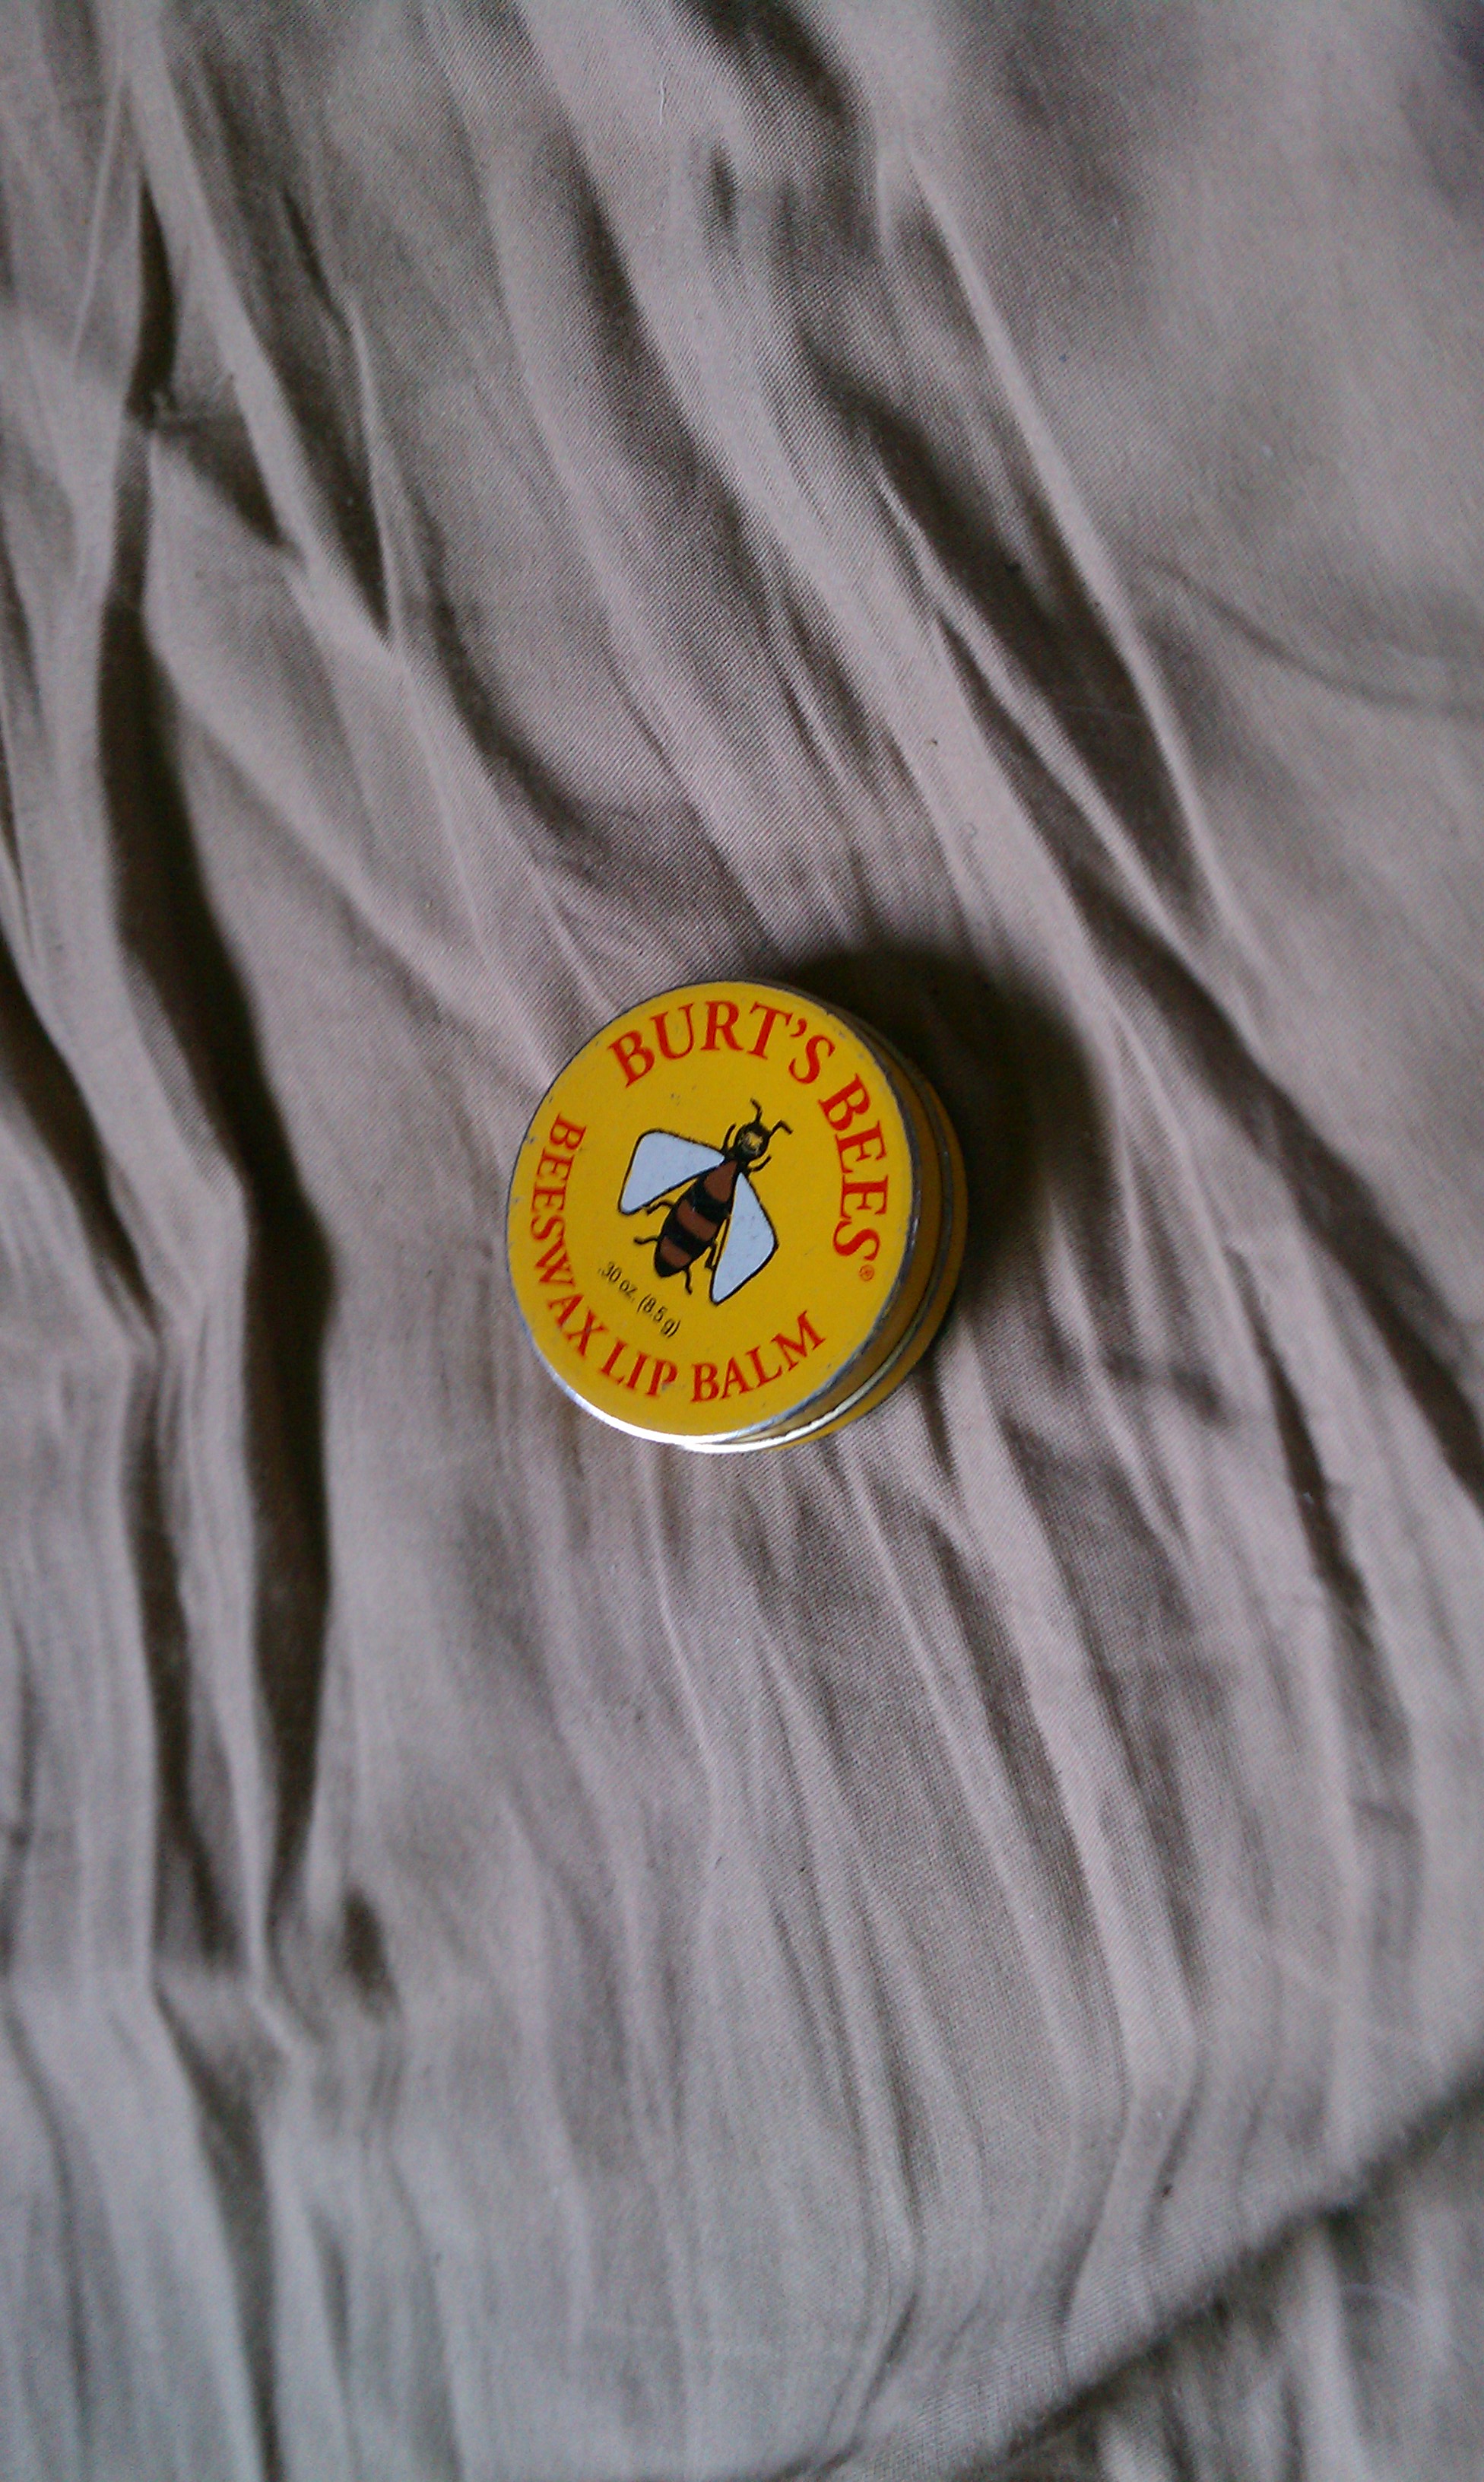 BURT'S BEES®
.30 oz. (8.5 g)
BEESWAX LIP BALM